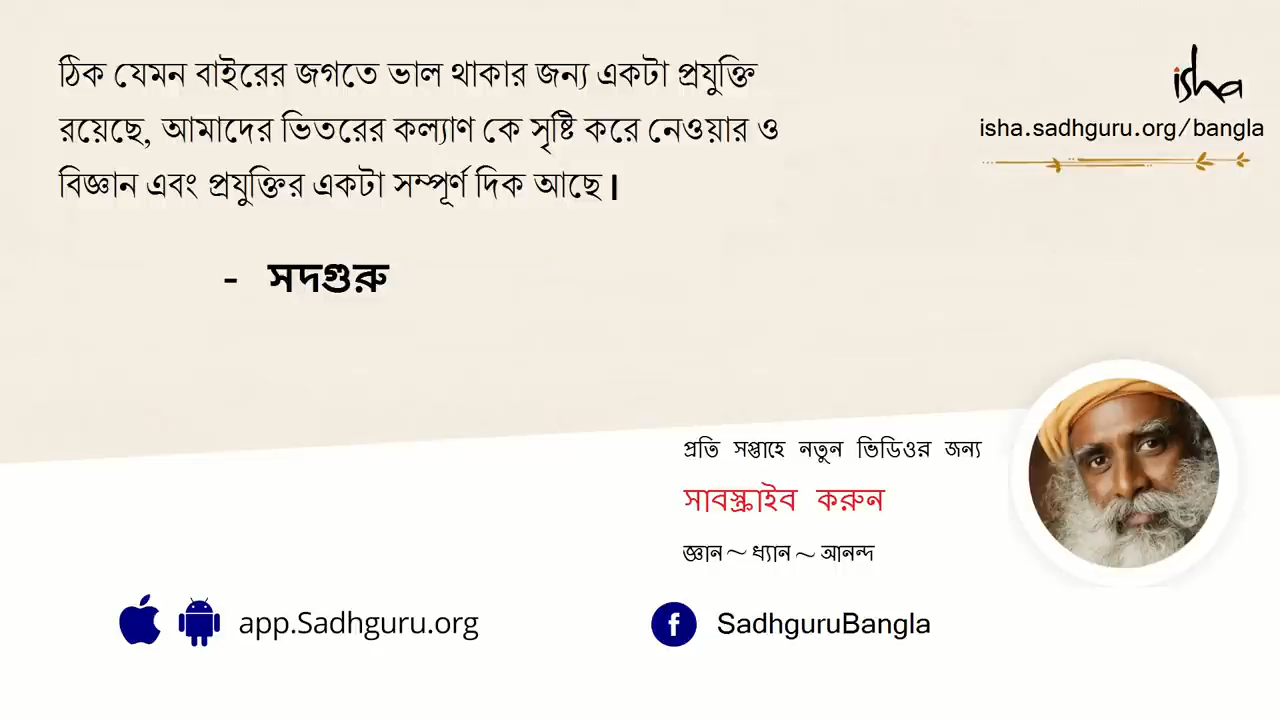 ঠিক যেমন বাইরের জগতে ভাল থাকার জন্য একটা প্রযুক্তি
রয়েছে, আমাদের ভিতরের কল্যাণ কে সৃষ্টি করে নেওয়ার ও
বিজ্ঞান এবং প্রযুক্তির একটা সম্পূর্ণ দিক আছে।
- সদগুরু
isha
isha.sadhguru.org/bangla
প্রতি সপ্তাহে নতুন ভিডিওর জন্য
সাবস্ক্রাইব করুন
জ্ঞান ~ ধ্যান ~ আনন্দ
app.Sadhguru.org
f SadhguruBangla